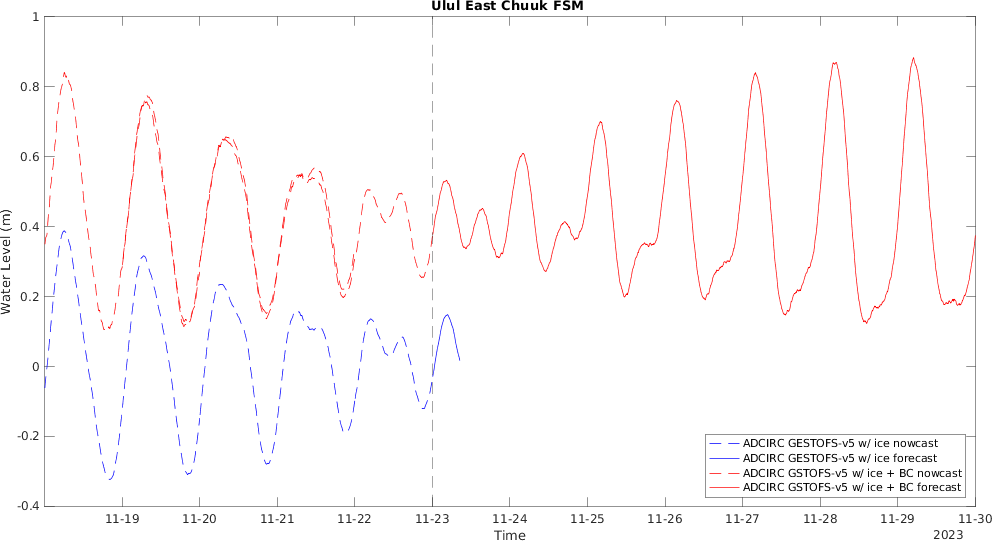 Ulul East Chuuk FSM
1
0.8
0.6
0.4
0.2
0
-0.2
-0.4
Water Level (m)
11-19 11-20 11-21 11-22 11-23 11-24 11-25 11-26 11-27 11-28 11-29 11-30
Time
2023
ADCIRC GESTOFS-v5 w/ ice nowcast
ADCIRC GESTOFS-v5 w/ ice forecast
ADCIRC GSTOFS-v5 w/ ice + BC nowcast
ADCIRC GSTOFS-v5 w/ ice + BC forecast